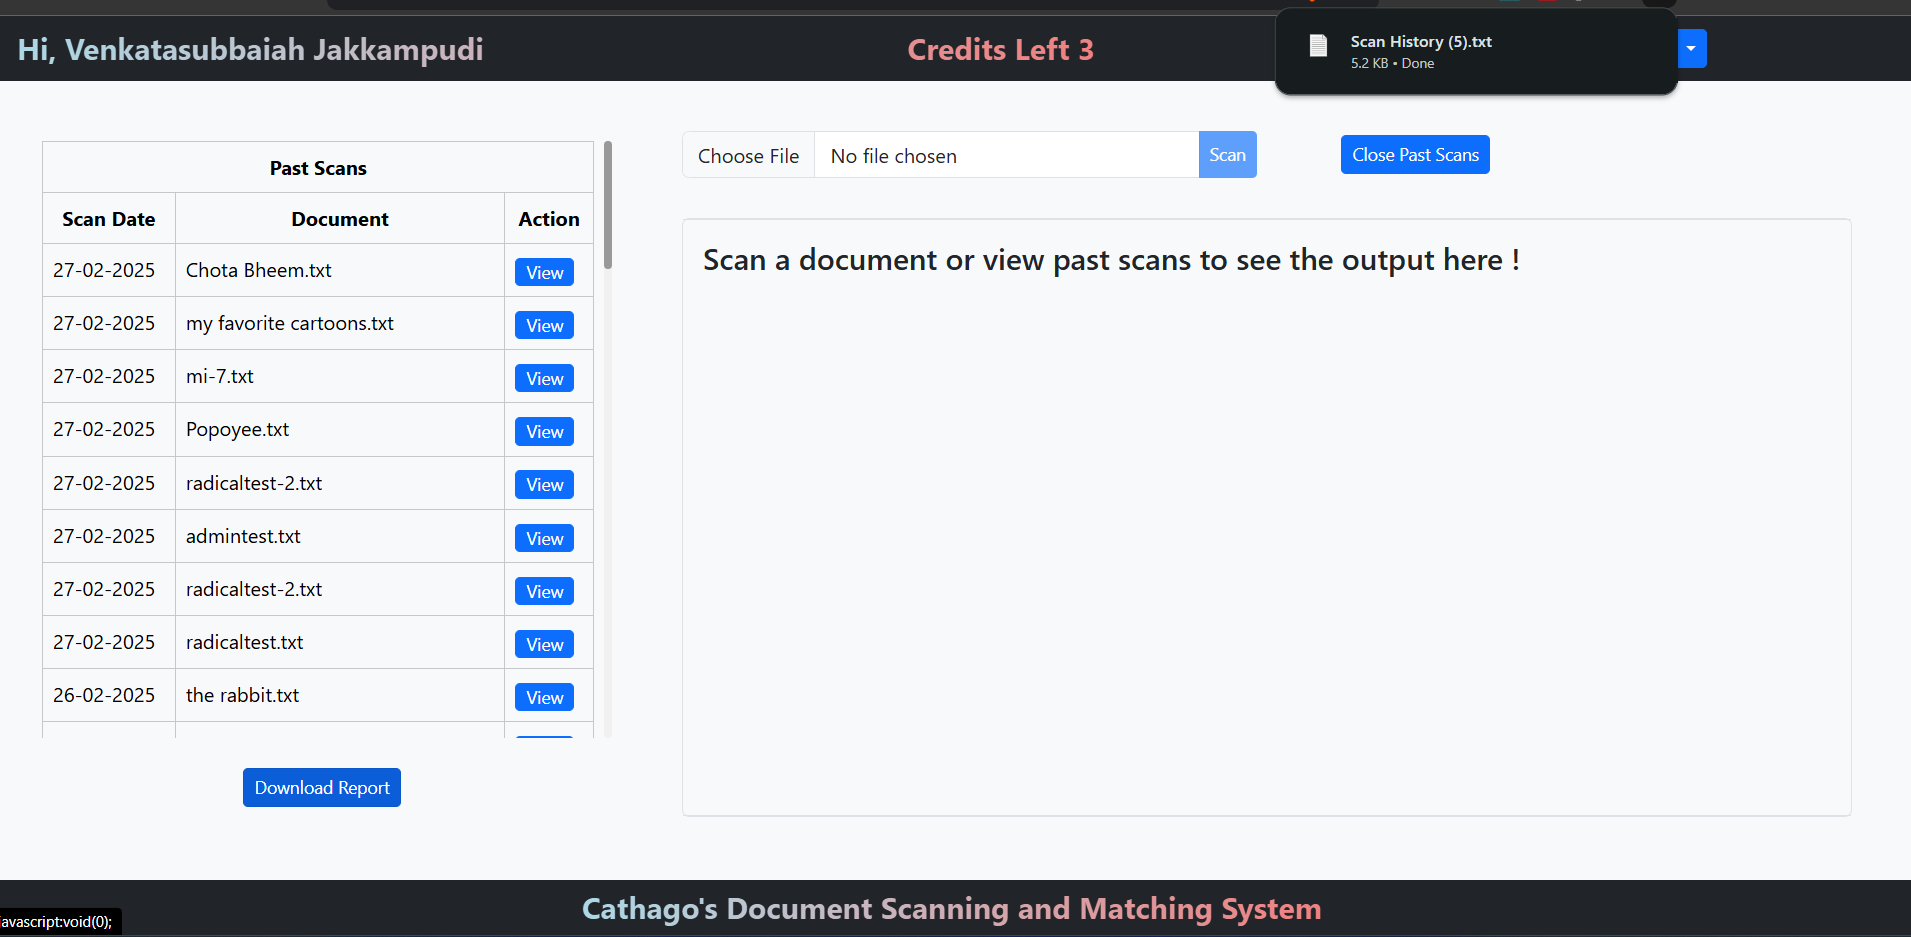 Hi, Venkatasubbaiah Jakkampudi
Credits Left 3
Scan History (5).txt
5.2 KB • Done
Past Scans
Scan Date Document Action
27-02-2025 Chota Bheem.txt View
27-02-2025 my favorite cartoons.txt View
27-02-2025 mi-7.txt View
27-02-2025 Popoyee.txt View
27-02-2025 radicaltest-2.txt View
27-02-2025 admintest.txt View
27-02-2025 radicaltest-2.txt View
27-02-2025 radicaltest.txt View
26-02-2025 the rabbit.txt View
Download Report
Choose File No file chosen Scan
Close Past Scans
Scan a document or view past scans to see the output here !
Cathago's Document Scanning and Matching System
avascript:void(0);